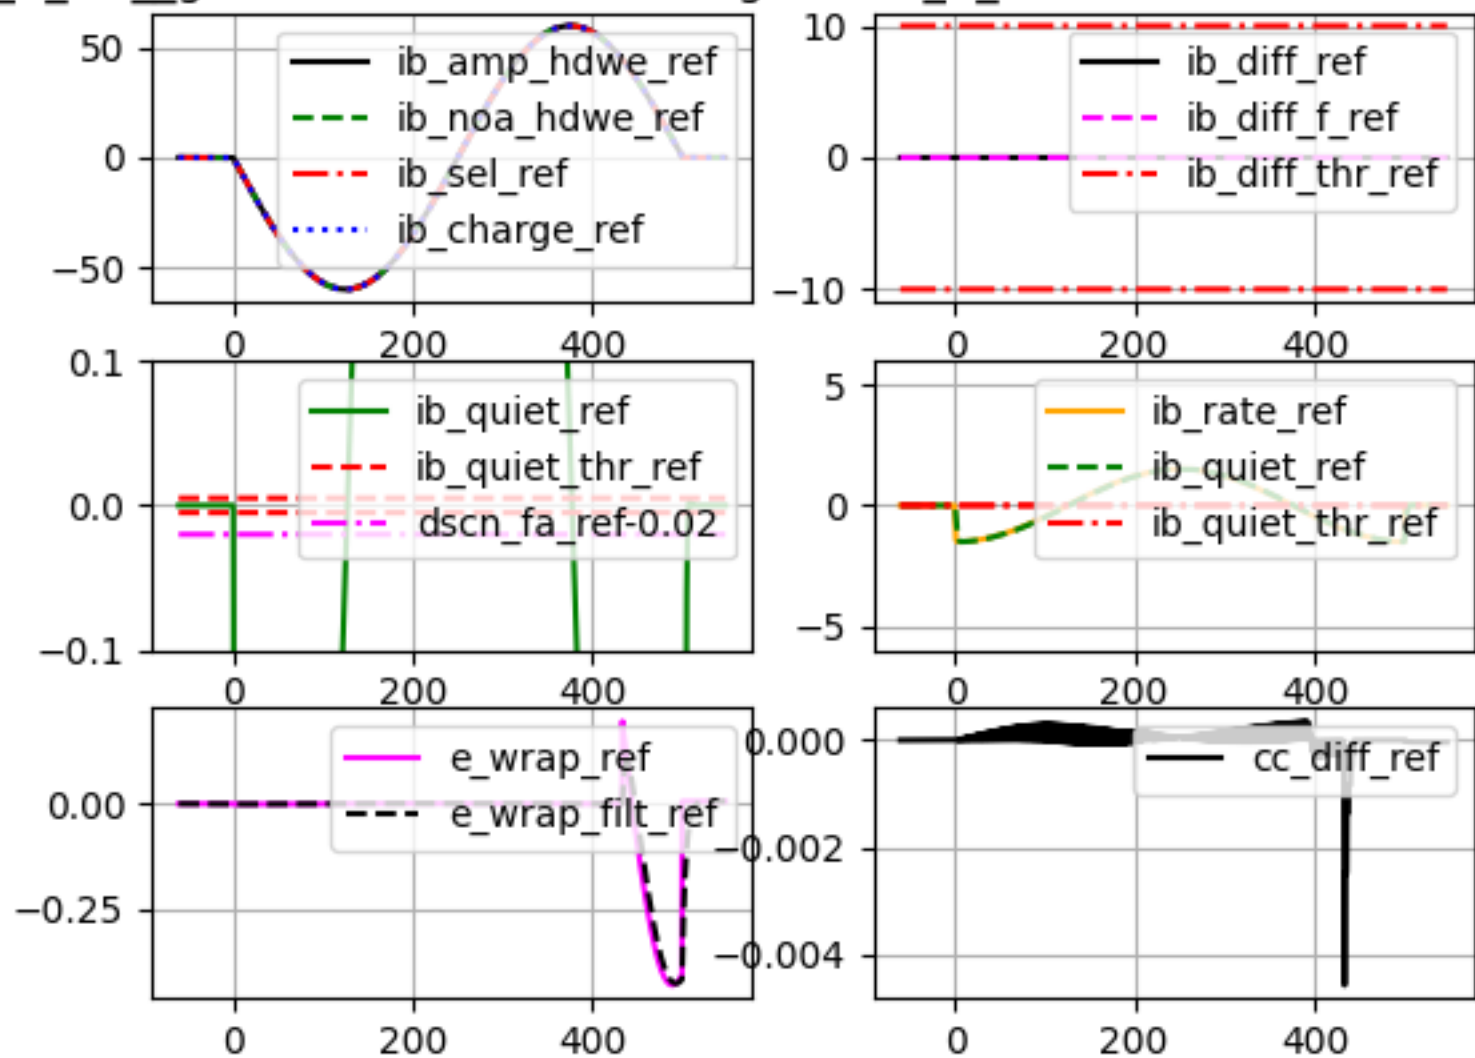 50
0
−50
ib_amp_hdwe_ref
ib_noa_hdwe_ref
ib_sel_ref
ib_charge_ref
0 200 400
10
0
−10
ib_diff_ref
ib_diff_f_ref
ib_diff_thr_ref
0 200 400
0.1
0.0
−0.1
ib_quiet_ref
ib_quiet_thr_ref
dscn_fa_ref-0.02
0 200 400
5
0
−5
ib_rate_ref
ib_quiet_ref
ib_quiet_thr_ref
0 200 400
0.00
−0.25
e_wrap_ref
e_wrap_filt_ref
0 200 400
0.000
−0.002
−0.004
cc_diff_ref
0 200 400